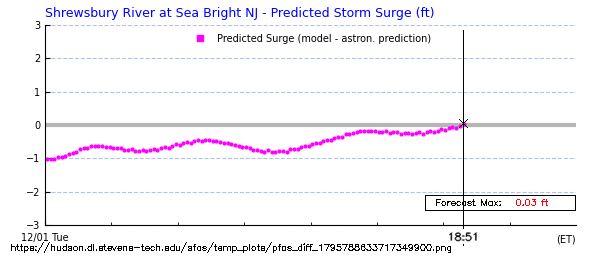 Shrewsbury River at Sea Bright NJ - Predicted Storm Surge (ft)
3
Predicted Surge (model - astron. prediction)
2
1
0
−1
−2
Forecast Max: 0.03 ft
−3
12/01 Tue 18:51 (ET)
https://hudson.dl.stevens-tech.edu/sfas/temp_plots/pfas_diff_1795788633717349900.png